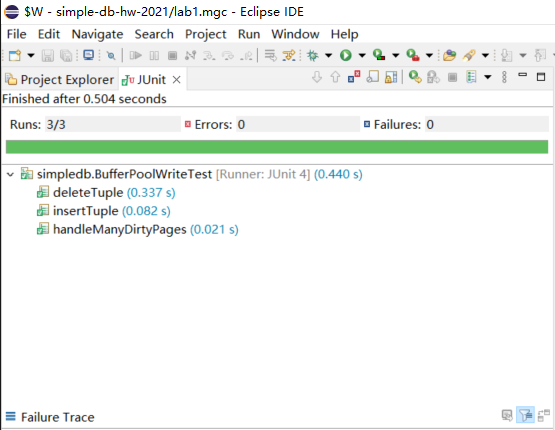 $W - simple-db-hw-2021/lab1.mgc - Eclipse IDE
File Edit Navigate Search Project Run Window Help
Project Explorer JUnit
Finished after 0.504 seconds
Runs: 3/3 Errors: 0 Failures: 0
simpledb.BufferPoolWriteTest [Runner: JUnit 4] (0.440 s)
deleteTuple (0.337 s)
insertTuple (0.082 s)
handleManyDirtyPages (0.021 s)
Failure Trace